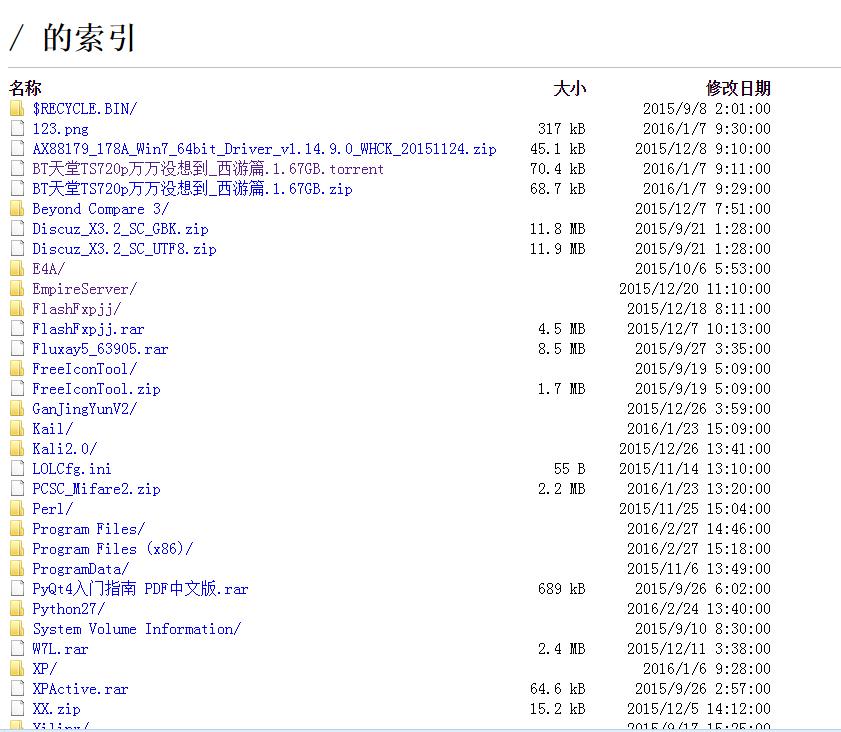 / 的索引
名称 大小 修改日期
$RECYCLE.BIN/ 2015/9/8 2:01:00
123.png 317 kB 2016/1/7 9:30:00
AX88179_178A_Win7_64bit_Driver_v1.14.9.0_WHCK_20151124.zip 45.1 kB 2015/12/8 9:10:00
BT天堂TS720p万万没想到_西游篇.1.67GB.torrent 70.4 kB 2016/1/7 9:11:00
BT天堂TS720p万万没想到_西游篇.1.67GB.zip 68.7 kB 2016/1/7 9:29:00
Beyond Compare 3/ 2015/12/7 7:51:00
Discuz_X3.2_SC_GBK.zip 11.8 MB 2015/9/21 1:28:00
Discuz_X3.2_SC_UTF8.zip 11.9 MB 2015/9/21 1:28:00
E4A/ 2015/10/6 5:53:00
EmpireServer/ 2015/12/20 11:10:00
FlashFxpjj/ 2015/12/18 8:11:00
FlashFxpjj.rar 4.5 MB 2015/12/7 10:13:00
Fluxay5_63905.rar 8.5 MB 2015/9/27 3:35:00
FreeIconTool/ 2015/9/19 5:09:00
FreeIconTool.zip 1.7 MB 2015/9/19 5:09:00
GanJingYunV2/ 2015/12/26 3:59:00
Kail/ 2016/1/23 15:09:00
Kali2.0/ 2015/12/26 13:41:00
LOLCfg.ini 55 B 2015/11/14 13:10:00
PCSC_Mifare2.zip 2.2 MB 2016/1/23 13:20:00
Perl/ 2015/11/25 15:04:00
Program Files/ 2016/2/27 14:46:00
Program Files (x86)/ 2016/2/27 15:18:00
ProgramData/ 2015/11/6 13:49:00
PyQt4入门指南 PDF中文版.rar 689 kB 2015/9/26 6:02:00
Python27/ 2016/2/24 13:40:00
System Volume Information/ 2015/9/10 8:30:00
W7L.rar 2.4 MB 2015/12/11 3:38:00
XP/ 2016/1/6 9:28:00
XPActive.rar 64.6 kB 2015/9/26 2:57:00
XX.zip 15.2 kB 2015/12/5 14:12:00
Xilinx/ 2015/9/17 15:25:00